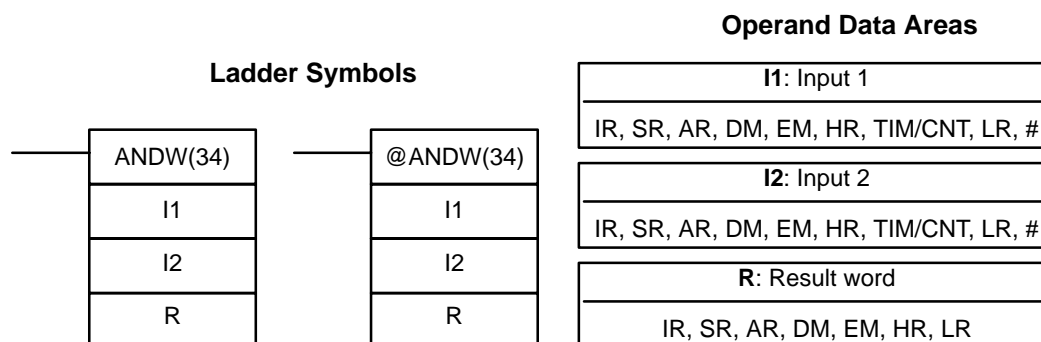 Ladder Symbols
ANDW(34)
I1
I2
R
@ANDW(34)
I1
I2
R
Operand Data Areas
I1: Input 1
IR, SR, AR, DM, EM, HR, TIM/CNT, LR, #
I2: Input 2
IR, SR, AR, DM, EM, HR, TIM/CNT, LR, #
R: Result word
IR, SR, AR, DM, EM, HR, LR